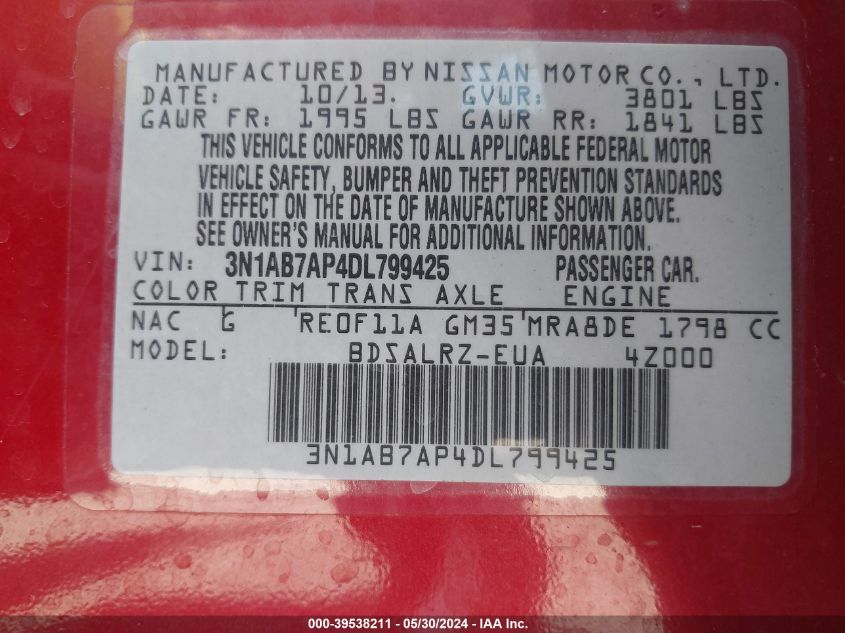 MANUFACTURED BY NISSAN MOTOR CO., LTD.
DATE: 10/13. GVWR: 3801 LBS
GAWR FR: 1995 LBS GAWR RR: 1841 LBS
THIS VEHICLE CONFORMS TO ALL APPLICABLE FEDERAL MOTOR
VEHICLE SAFETY, BUMPER AND THEFT PREVENTION STANDARDS
IN EFFECT ON THE DATE OF MANUFACTURE SHOWN ABOVE.
SEE OWNER'S MANUAL FOR ADDITIONAL INFORMATION.
VIN: 3N1AB7AP4DL799425 PASSENGER CAR.
COLOR TRIM TRANS AXLE ENGINE
NAC G RE0F11A GM35 MRA8DE 1798 CC
MODEL: BDSALRZ-EUA 4Z000
3N1AB7AP4DL799425
000-39538211 - 05/30/2024 - IAA Inc.